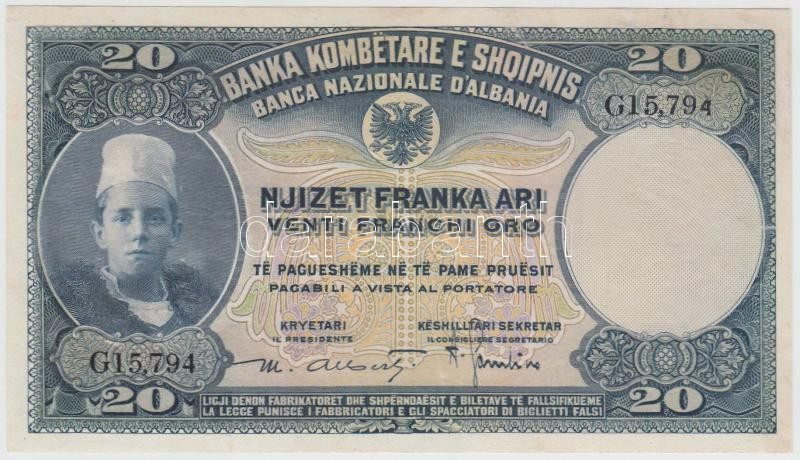 20 20
BANKA KOMBËTARE E SHQIPNIS
BANCA NAZIONALE D'ALBANIA
G15,794
NJIZET FRANKA ARI
VENTI FRANCHI ORO
darabanth
TË PAGUESHËME NË TË PAME PRUËSIT
PAGABILI A VISTA AL PORTATORE
KRYETARI KËSHILLTARI SEKRETAR
IL PRESIDENTE IL CONSIGLIERE SEGRETARIO
G15,794
20 20
LIGJI DENON FABRIKATORET DHE SHPËRNDAËSIT E BILETAVE TË FALLSIFIKUEME
LA LEGGE PUNISCE I FABBRICATORI E GLI SPACCIATORI DI BIGLIETTI FALSI